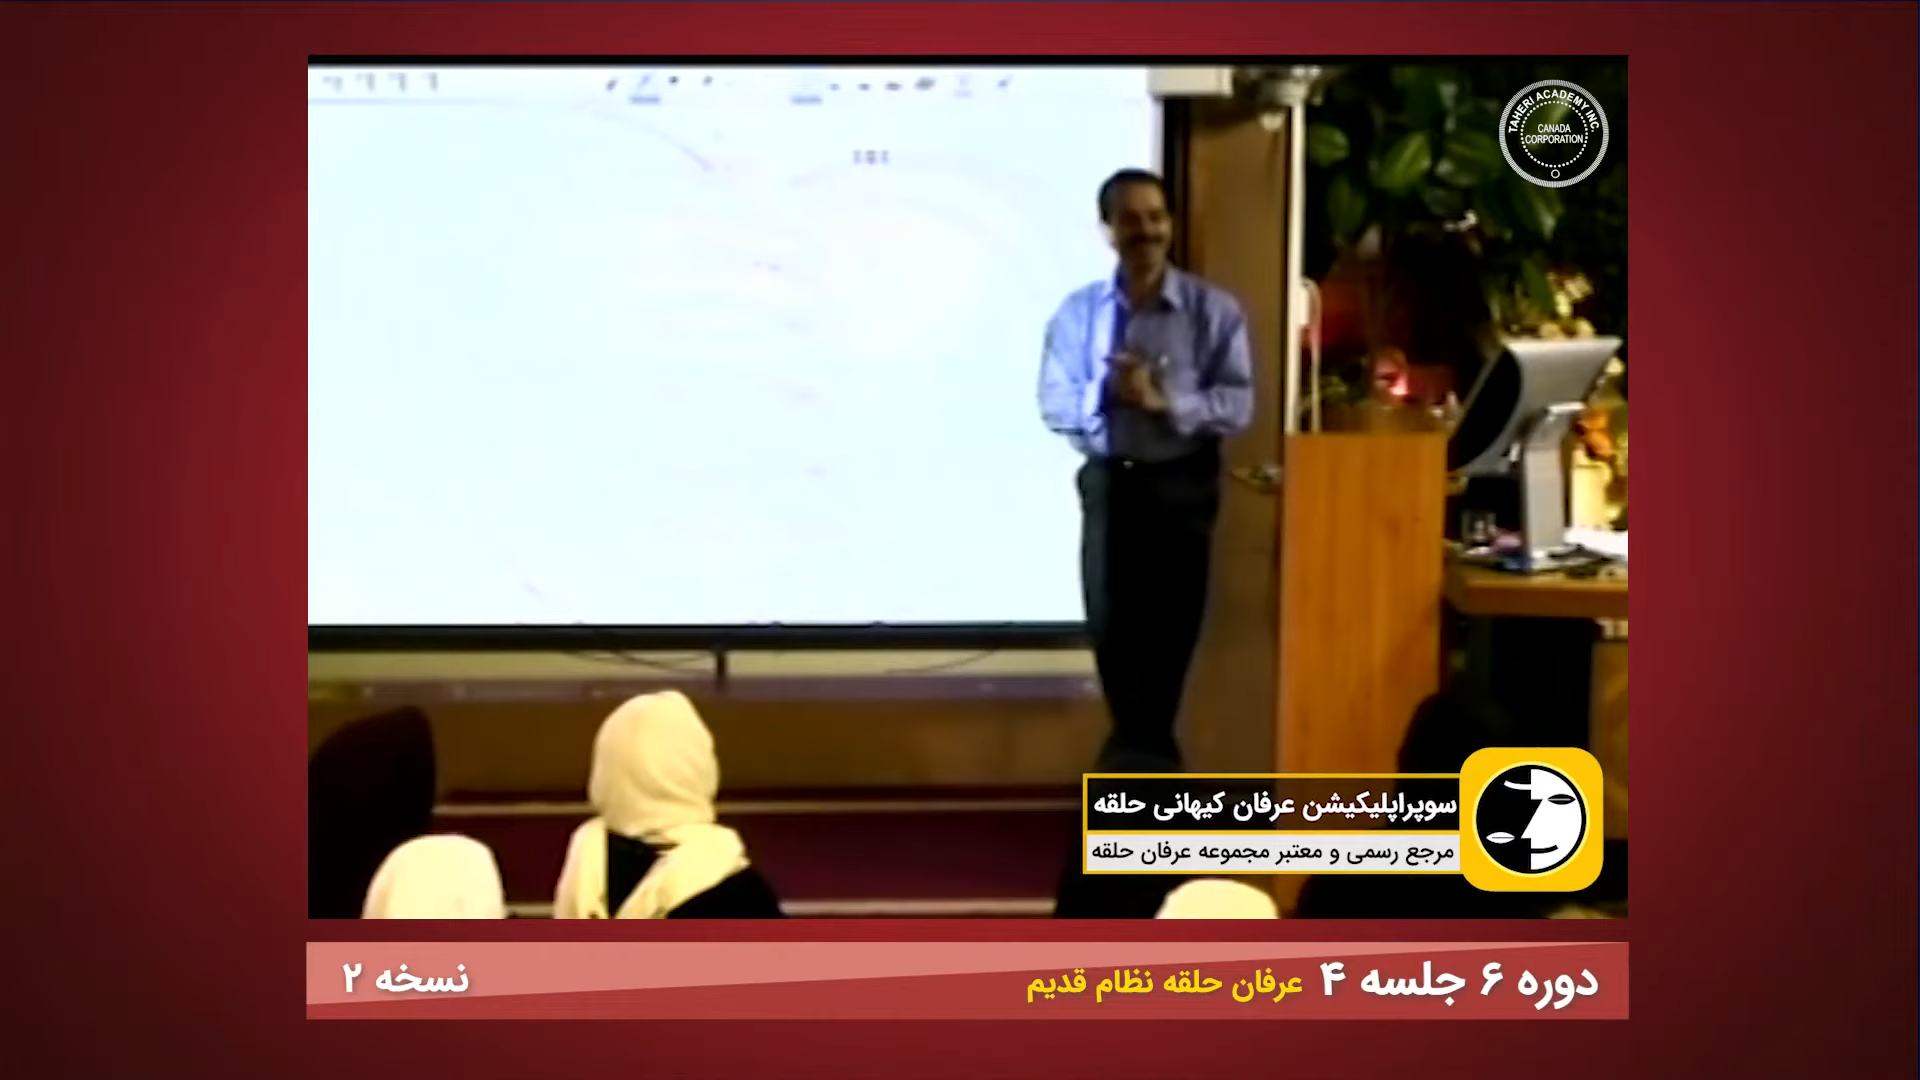 TAHERI ACADEMY INC.
CANADA
CORPORATION
سوپراپلیکیشن عرفان کیهانی حلقه
مرجع رسمی و معتبر مجموعه عرفان حلقه
دوره ۶ جلسه ۴ عرفان حلقه نظام قدیم
نسخه ۲